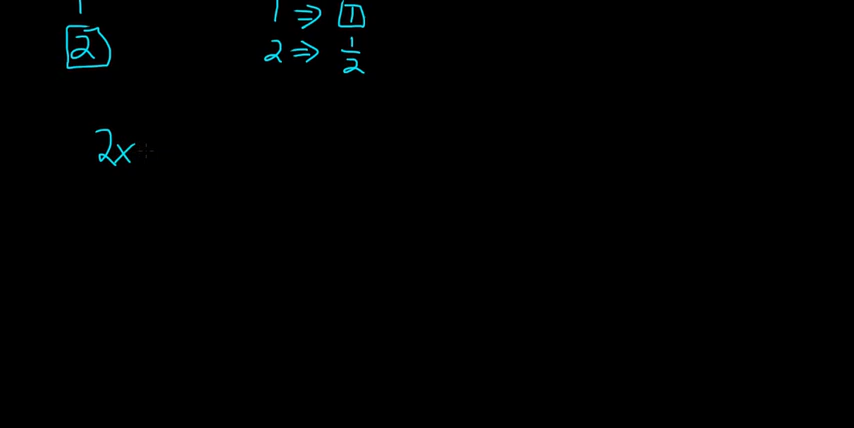 1 1 ⇒ 1
2 2 ⇒ 1/2
2x